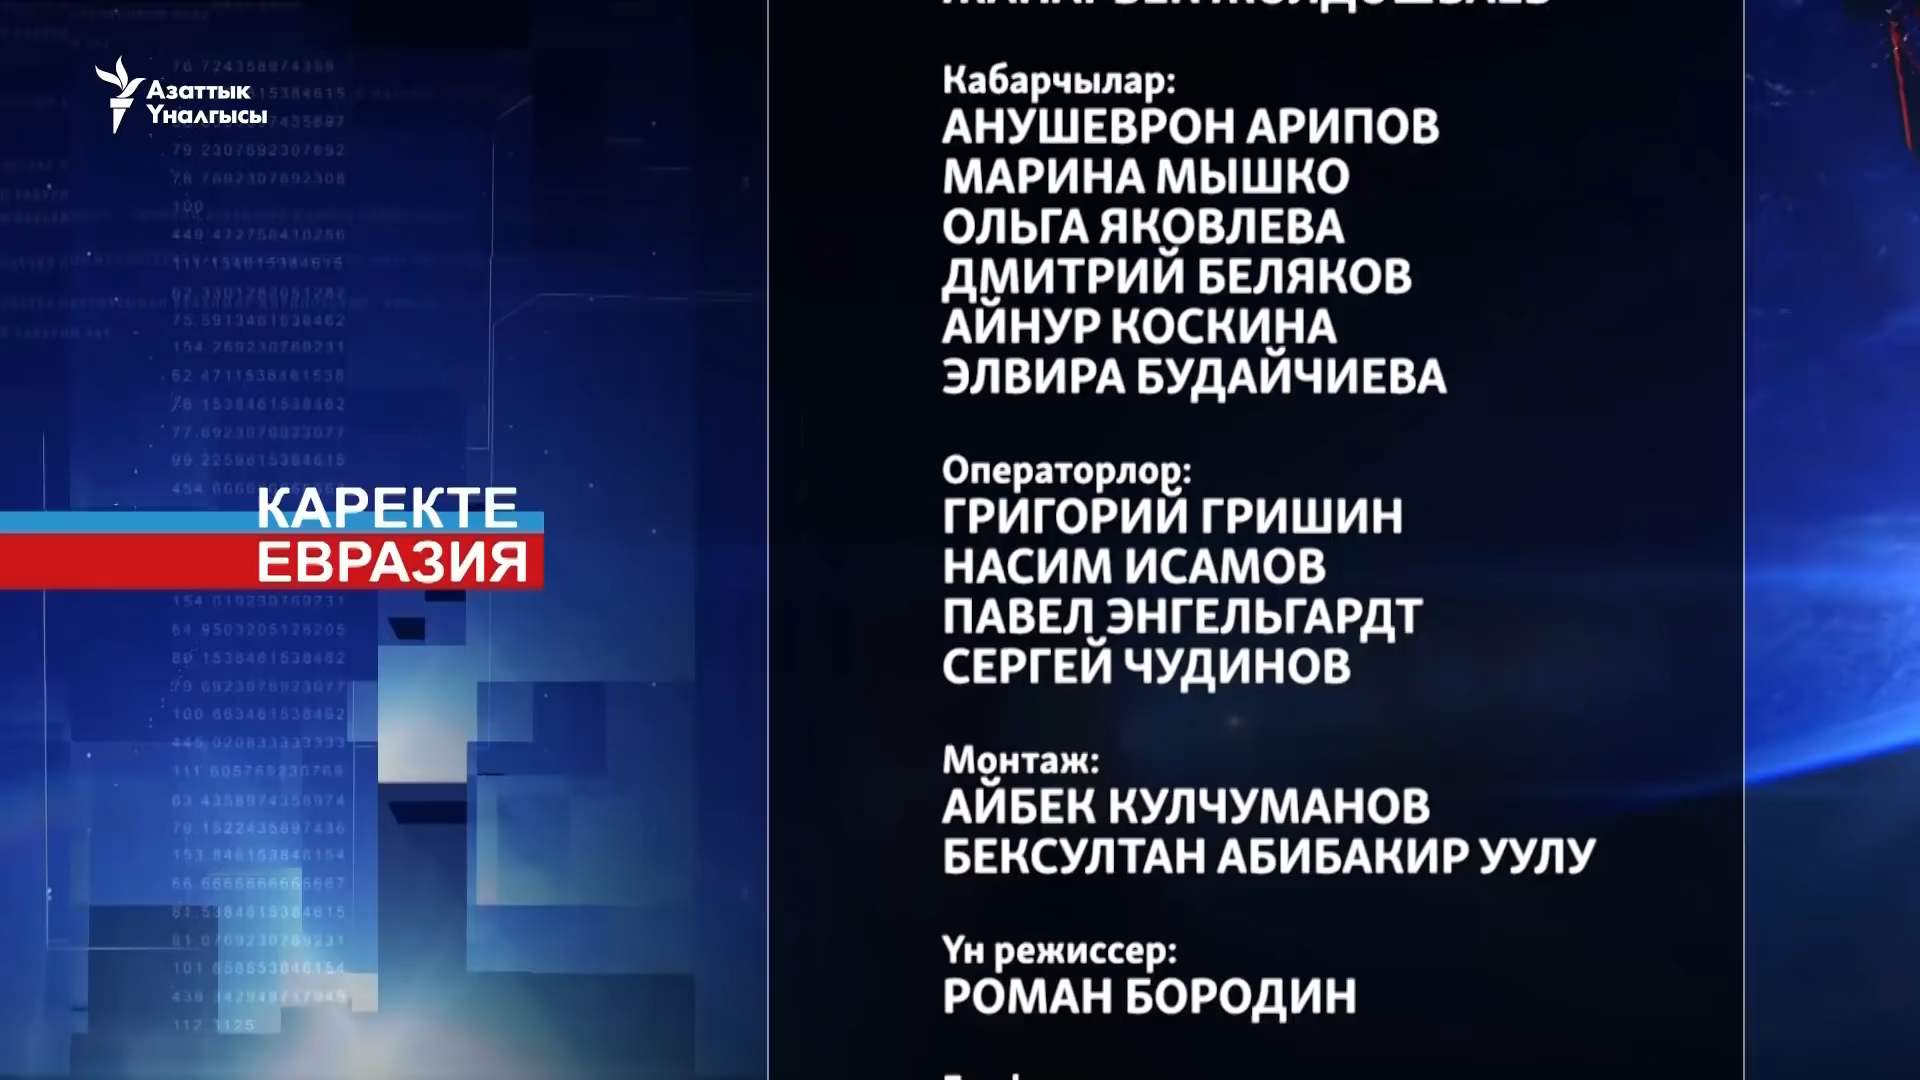 Азаттык
Үналгысы
КАРЕКТЕ
ЕВРАЗИЯ
Кабарчылар:
АНУШЕВРОН АРИПОВ
МАРИНА МЫШКО
ОЛЬГА ЯКОВЛЕВА
ДМИТРИЙ БЕЛЯКОВ
АЙНУР КОСКИНА
ЭЛВИРА БУДАЙЧИЕВА
Операторлор:
ГРИГОРИЙ ГРИШИН
НАСИМ ИСАМОВ
ПАВЕЛ ЭНГЕЛЬГАРДТ
СЕРГЕЙ ЧУДИНОВ
Монтаж:
АЙБЕК КУЛЧУМАНОВ
БЕКСУЛТАН АБИБАКИР УУЛУ
Үн режиссер:
РОМАН БОРОДИН